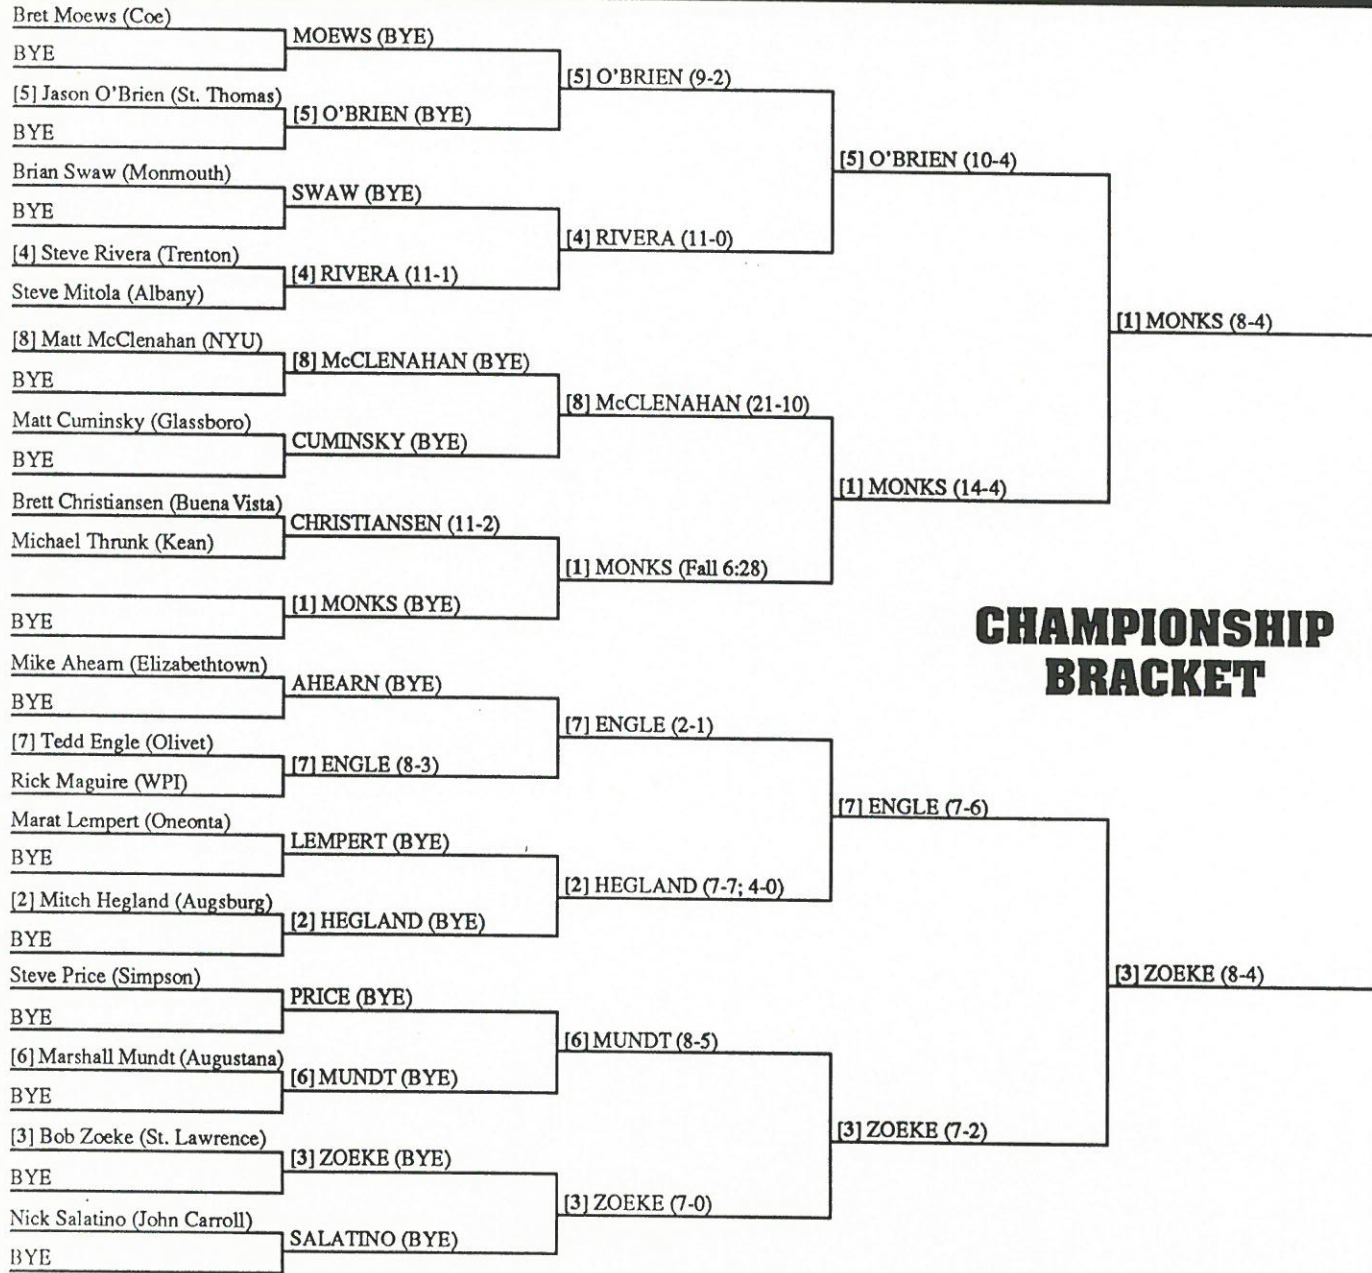 Bret Moews (Coe)
BYE
[5] Jason O'Brien (St. Thomas)
BYE
Brian Swaw (Monmouth)
BYE
[4] Steve Rivera (Trenton)
Steve Mitola (Albany)
[8] Matt McClenahan (NYU)
BYE
Matt Cuminsky (Glassboro)
BYE
Brett Christiansen (Buena Vista)
Michael Thrunk (Kean)
BYE
Mike Ahearn (Elizabethtown)
BYE
[7] Tedd Engle (Olivet)
Rick Maguire (WPI)
Marat Lempert (Oneonta)
BYE
[2] Mitch Hegland (Augsburg)
BYE
Steve Price (Simpson)
BYE
[6] Marshall Mundt (Augustana)
BYE
[3] Bob Zoeke (St. Lawrence)
BYE
Nick Salatino (John Carroll)
BYE
MOEWS (BYE)
[5] O'BRIEN (BYE)
SWAW (BYE)
[4] RIVERA (11-1)
[8] McCLENAHAN (BYE)
CUMINSKY (BYE)
CHRISTIANSEN (11-2)
[1] MONKS (BYE)
AHEARN (BYE)
[7] ENGLE (8-3)
LEMPERT (BYE)
[2] HEGLAND (BYE)
PRICE (BYE)
[6] MUNDT (BYE)
[3] ZOEKE (BYE)
SALATINO (BYE)
[5] O'BRIEN (9-2)
[4] RIVERA (11-0)
[8] McCLENAHAN (21-10)
[1] MONKS (Fall 6:28)
[7] ENGLE (2-1)
[2] HEGLAND (7-7; 4-0)
[6] MUNDT (8-5)
[3] ZOEKE (7-0)
[5] O'BRIEN (10-4)
[1] MONKS (14-4)
[7] ENGLE (7-6)
[3] ZOEKE (7-2)
[1] MONKS (8-4)
[3] ZOEKE (8-4)
CHAMPIONSHIP
BRACKET